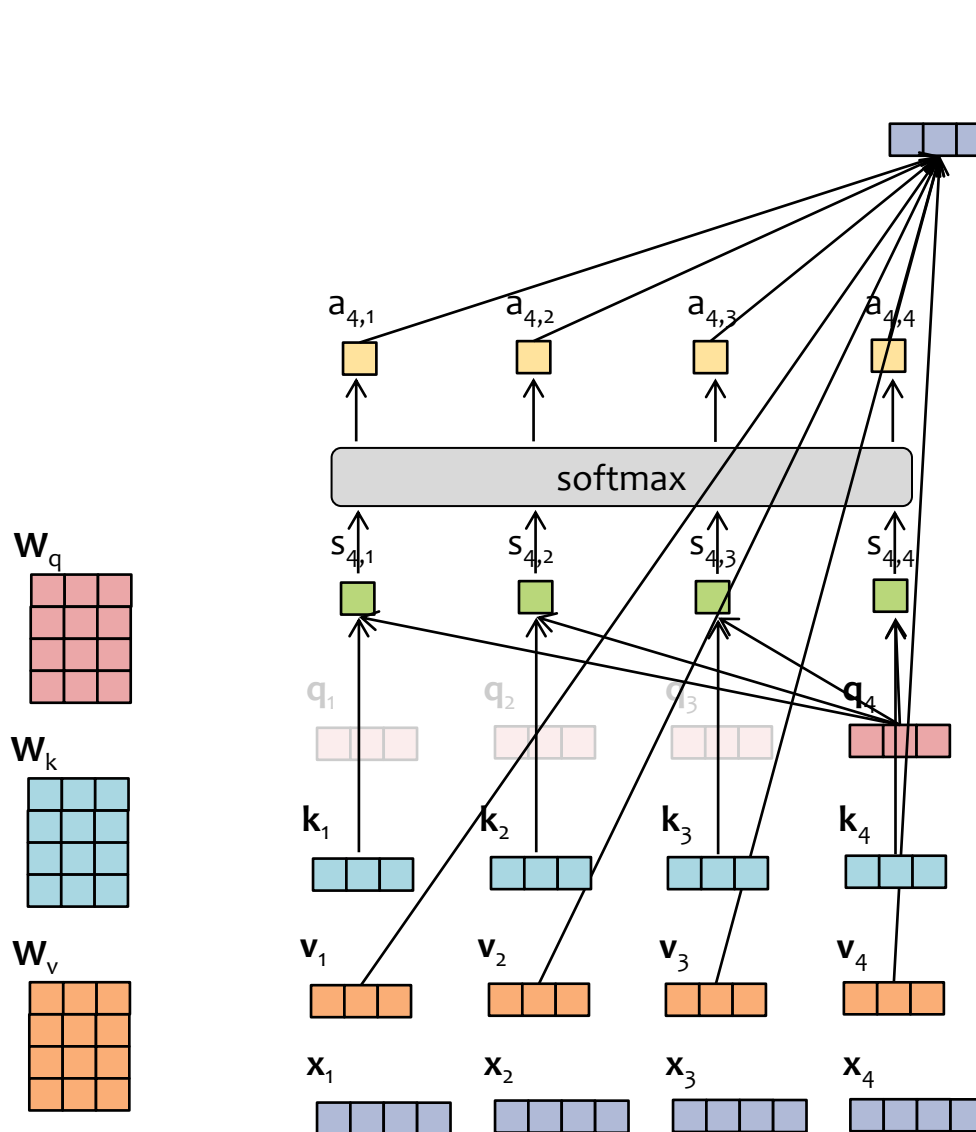 a4,1 a4,2 a4,3 a4,4
softmax
s4,1 s4,2 s4,3 s4,4
Wq
q1 q2 q3 q4
Wk
k1 k2 k3 k4
Wv
v1 v2 v3 v4
x1 x2 x3 x4